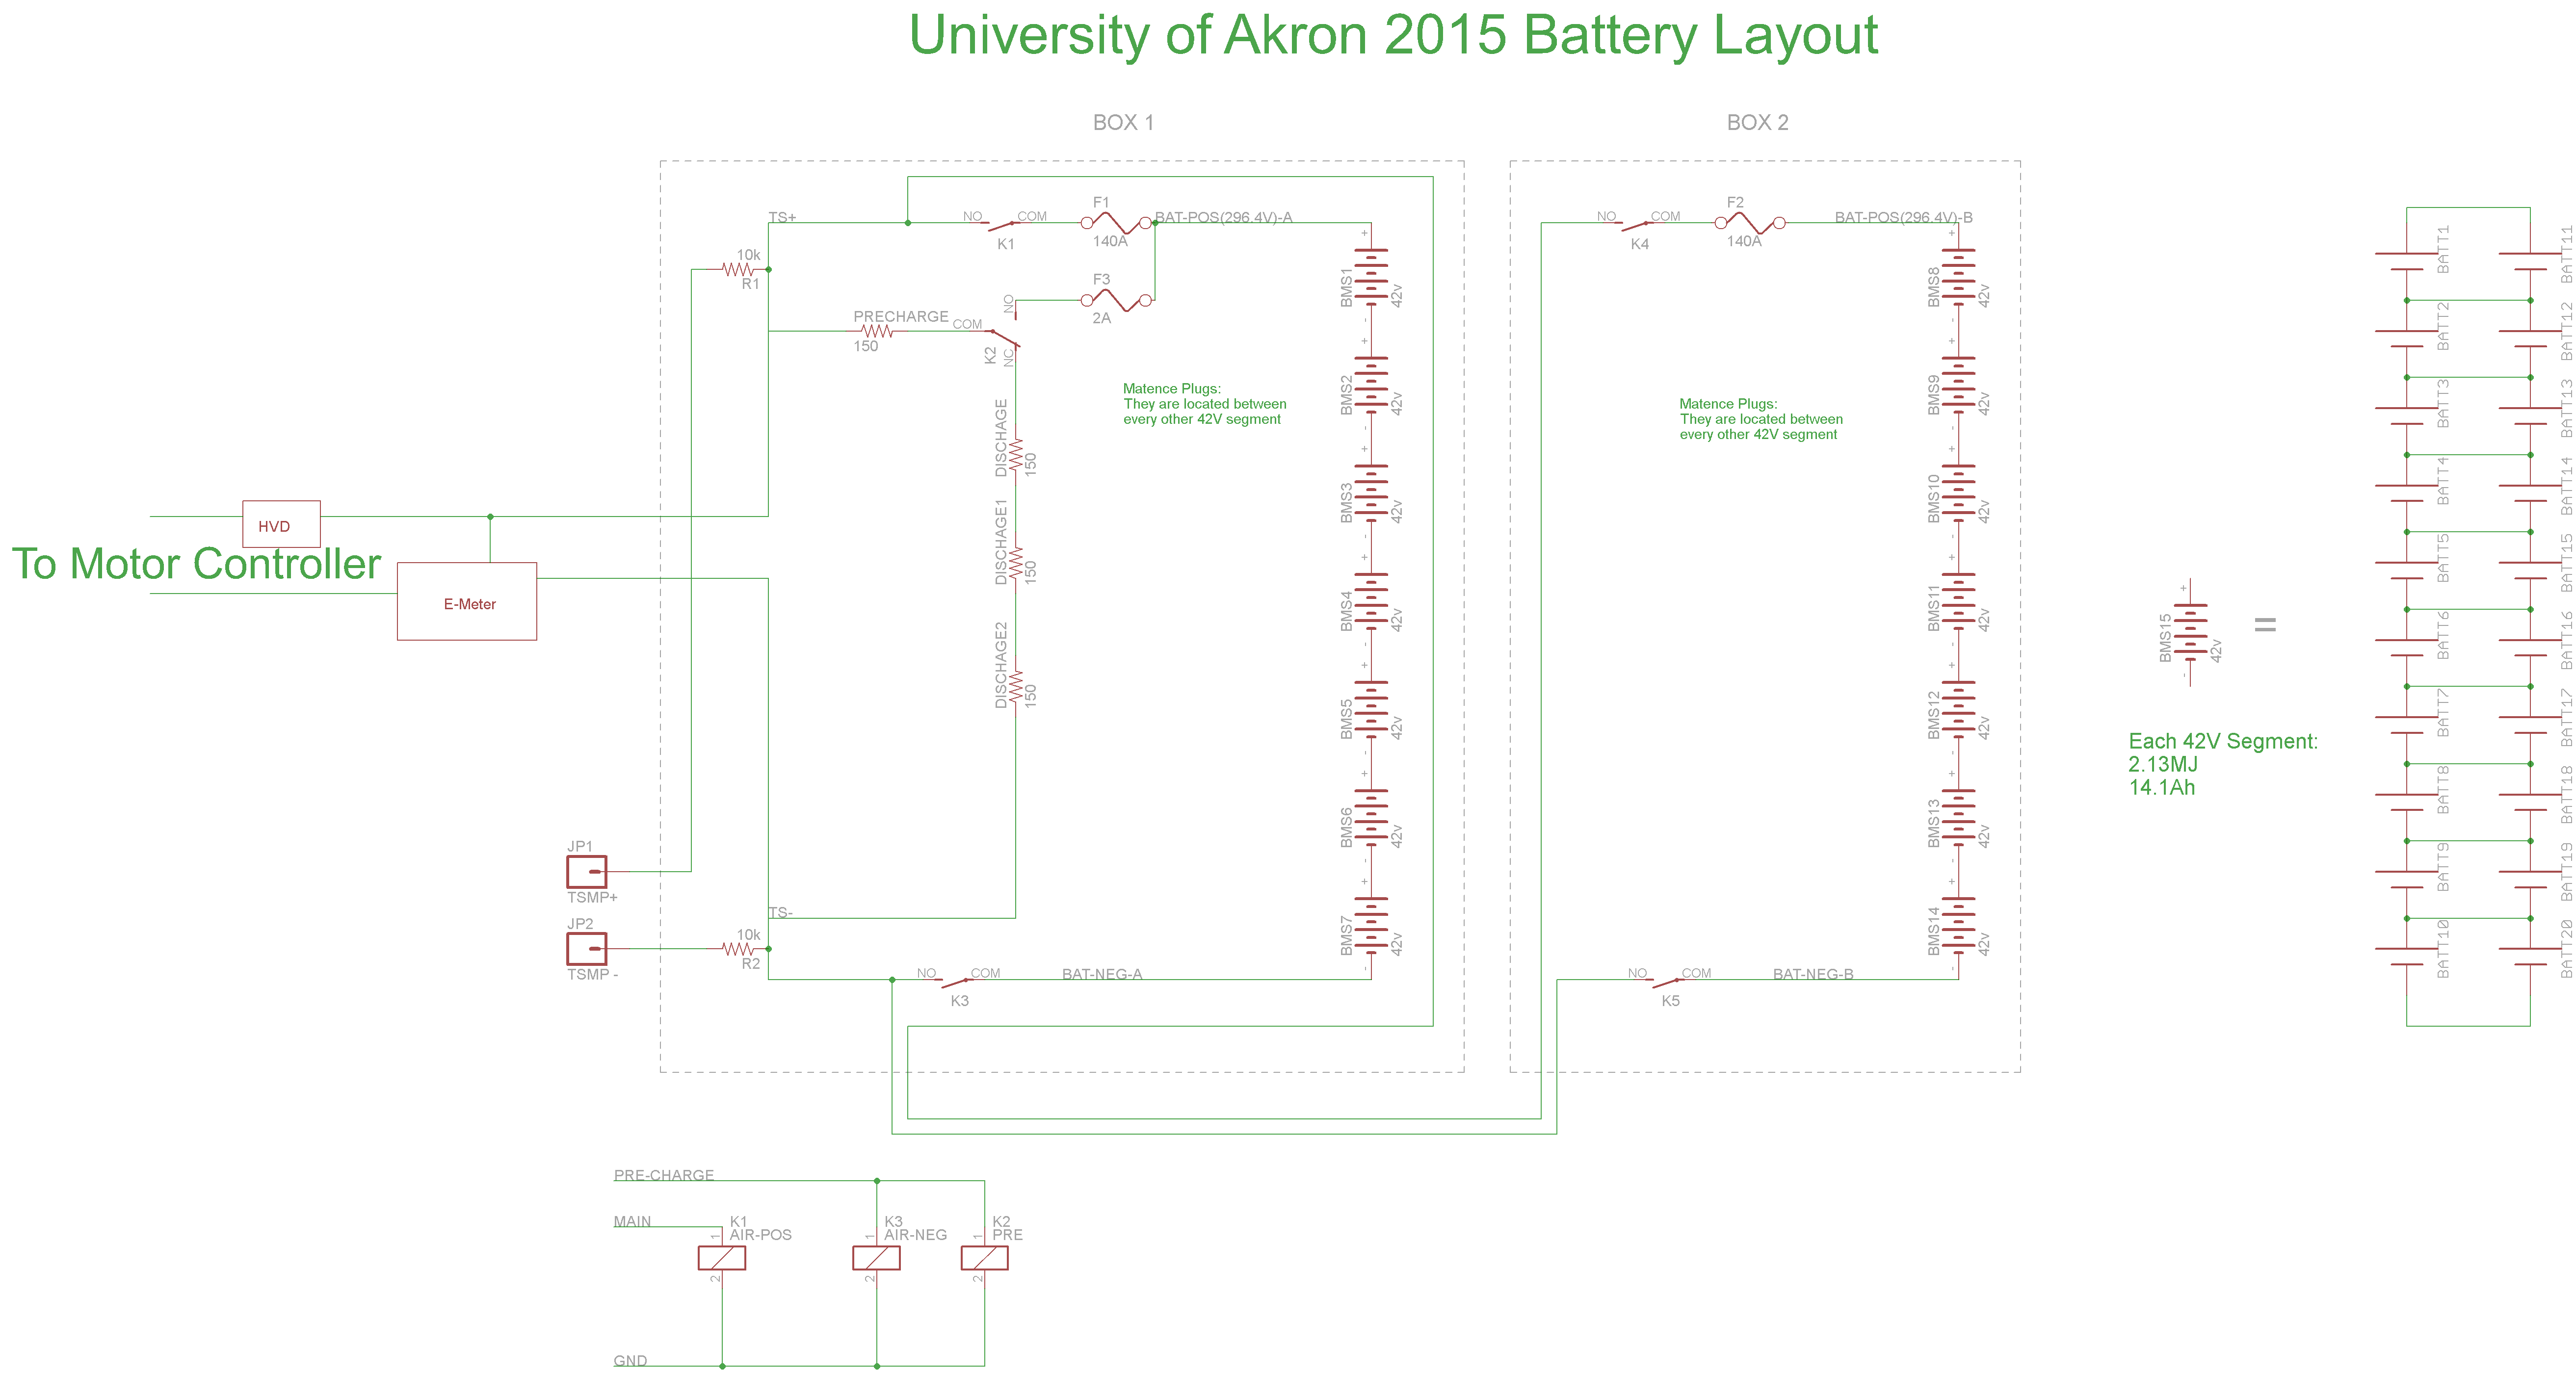 University of Akron 2015 Battery Layout
BOX 1
BOX 2
TS+
NO
COM
K1
F1
140A
BAT-POS(296.4V)-A
10k
R1
F3
2A
PRECHARGE
150
COM
NO
NC
K2
DISCHAGE
150
DISCHAGE1
150
DISCHAGE2
150
Matence Plugs:
They are located between
every other 42V segment
+
BMS1
42v
-
+
BMS2
42v
-
+
BMS3
42v
-
+
BMS4
42v
-
+
BMS5
42v
-
+
BMS6
42v
-
+
BMS7
42v
-
TS-
10k
R2
NO
COM
K3
BAT-NEG-A
NO
COM
K4
F2
140A
BAT-POS(296.4V)-B
Matence Plugs:
They are located between
every other 42V segment
+
BMS8
42v
-
+
BMS9
42v
-
+
BMS10
42v
-
+
BMS11
42v
-
+
BMS12
42v
-
+
BMS13
42v
-
+
BMS14
42v
-
NO
COM
K5
BAT-NEG-B
HVD
To Motor Controller
E-Meter
JP1
TSMP+
JP2
TSMP -
+
BMS15
42v
-
=
Each 42V Segment:
2.13MJ
14.1Ah
BATT1
BATT11
BATT2
BATT12
BATT3
BATT13
BATT4
BATT14
BATT5
BATT15
BATT6
BATT16
BATT7
BATT17
BATT8
BATT18
BATT9
BATT19
BATT10
BATT20
PRE-CHARGE
MAIN
K1
AIR-POS
1
2
K3
AIR-NEG
1
2
K2
PRE
1
2
GND